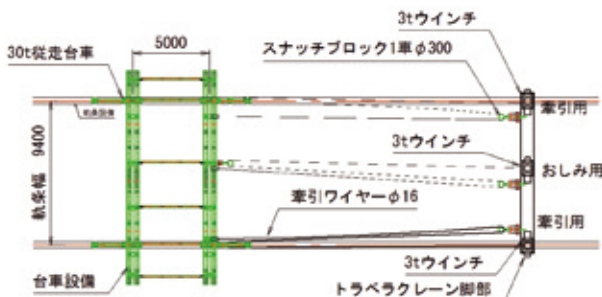 3tウインチ
5000
スナッチブロック1車φ300
30t従走台車
牽引用
軌条設備
3tウインチ
おしみ用
軌条幅 9400
牽引ワイヤーφ16
牽引用
3tウインチ
台車設備
トラベラクレーン脚部